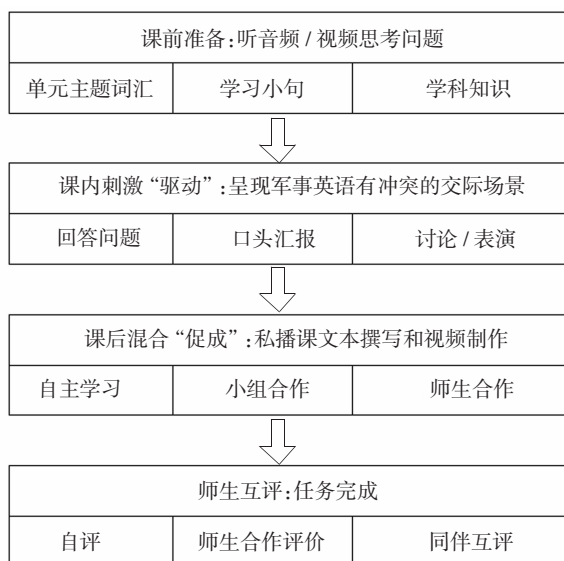 课前准备：听音频 / 视频思考问题
单元主题词汇 学习小句 学科知识
课内刺激“驱动”：呈现军事英语有冲突的交际场景
回答问题 口头汇报 讨论 / 表演
课后混合“促成”：私播课文本撰写和视频制作
自主学习 小组合作 师生合作
师生互评：任务完成
自评 师生合作评价 同伴互评